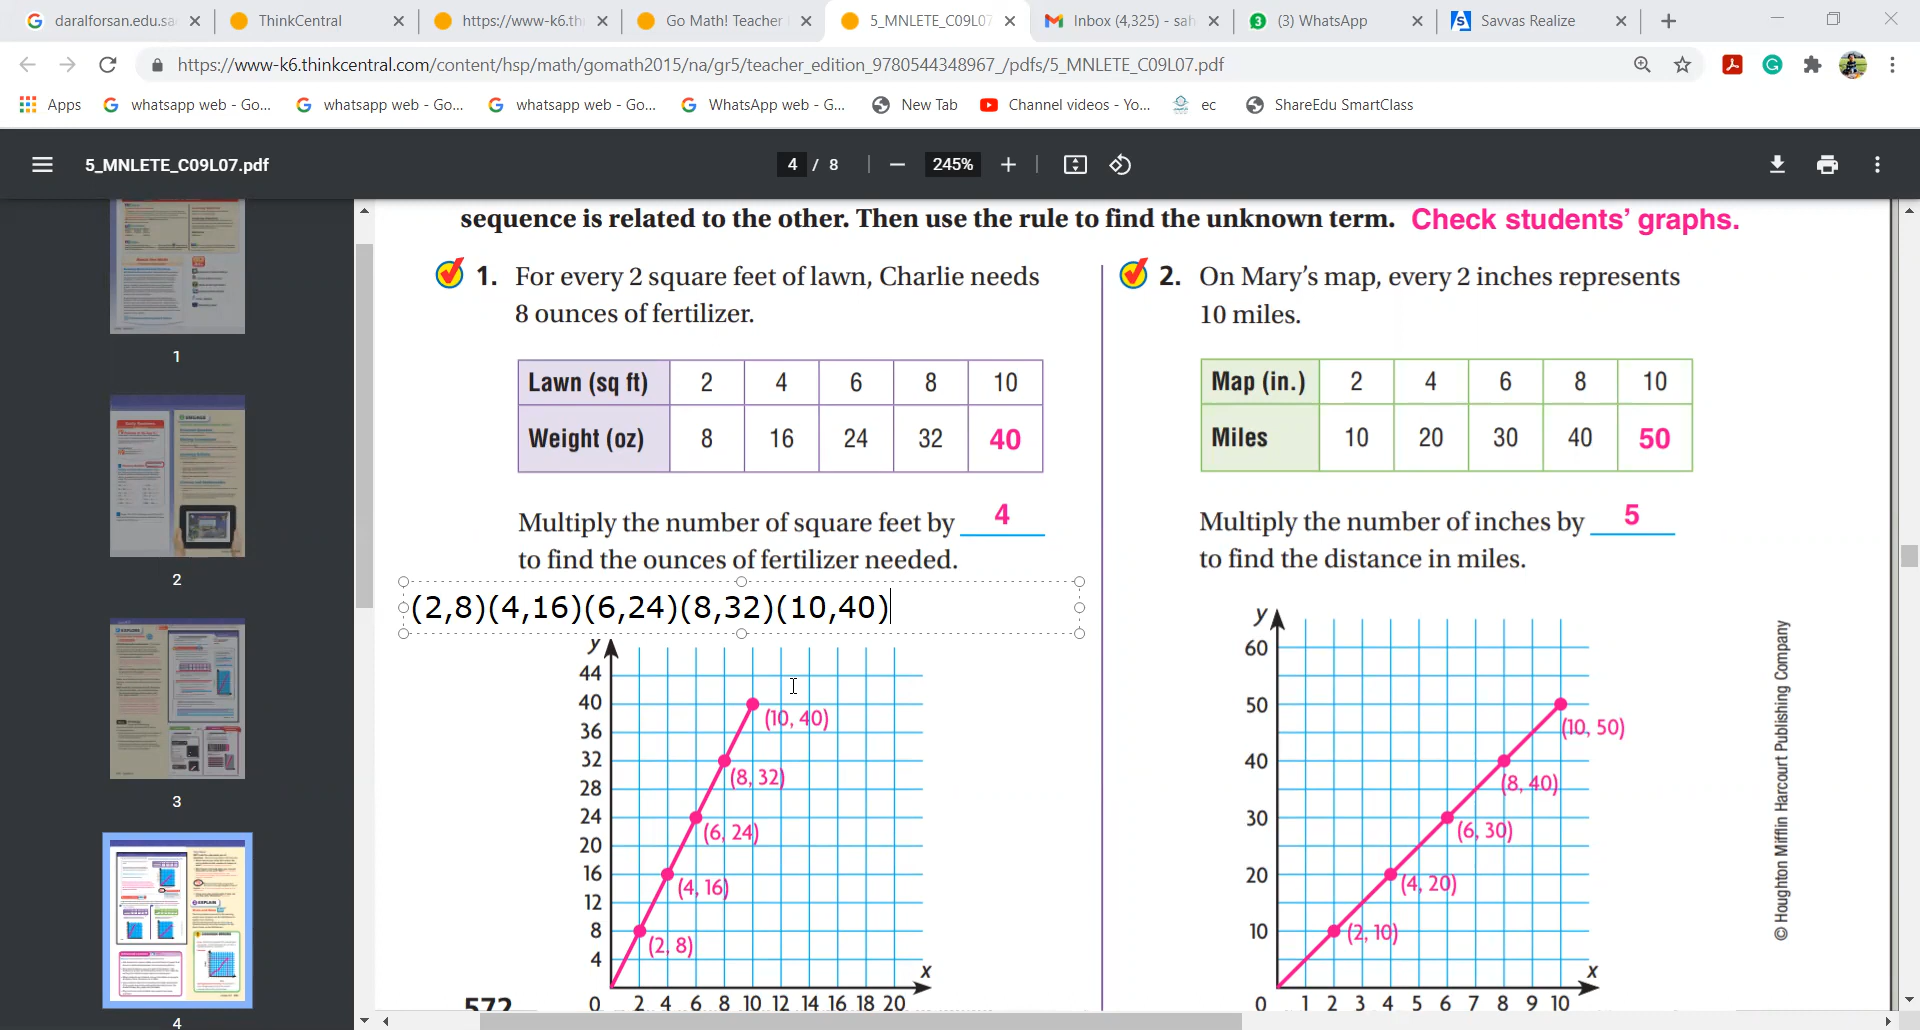 daralforsan.edu.sa
ThinkCentral
https://www-k6.thi
Go Math! Teacher
5_MNLETE_C09L07
Inbox (4,325) - sah
3
(3) WhatsApp
Savvas Realize
https://www-k6.thinkcentral.com/content/hsp/math/gomath2015/na/gr5/teacher_edition_9780544348967_/pdfs/5_MNLETE_C09L07.pdf
Apps
whatsapp web - Go...
whatsapp web - Go...
whatsapp web - Go...
WhatsApp web - G...
New Tab
Channel videos - Yo...
ec
ShareEdu SmartClass
5_MNLETE_C09L07.pdf
4 / 8
245%
1
2
3
4
sequence is related to the other. Then use the rule to find the unknown term. Check students' graphs.
1. For every 2 square feet of lawn, Charlie needs
8 ounces of fertilizer.
Lawn (sq ft) 2 4 6 8 10
Weight (oz) 8 16 24 32 40
Multiply the number of square feet by 4
to find the ounces of fertilizer needed.
(2,8)(4,16)(6,24)(8,32)(10,40)
y
44
40
36
32
28
24
20
16
12
8
4
0 2 4 6 8 10 12 14 16 18 20
x
(10, 40)
(8, 32)
(6, 24)
(4, 16)
(2, 8)
572
2. On Mary's map, every 2 inches represents
10 miles.
Map (in.) 2 4 6 8 10
Miles 10 20 30 40 50
Multiply the number of inches by 5
to find the distance in miles.
y
60
50
40
30
20
10
0 1 2 3 4 5 6 7 8 9 10
x
(10, 50)
(8, 40)
(6, 30)
(4, 20)
(2, 10)
© Houghton Mifflin Harcourt Publishing Company